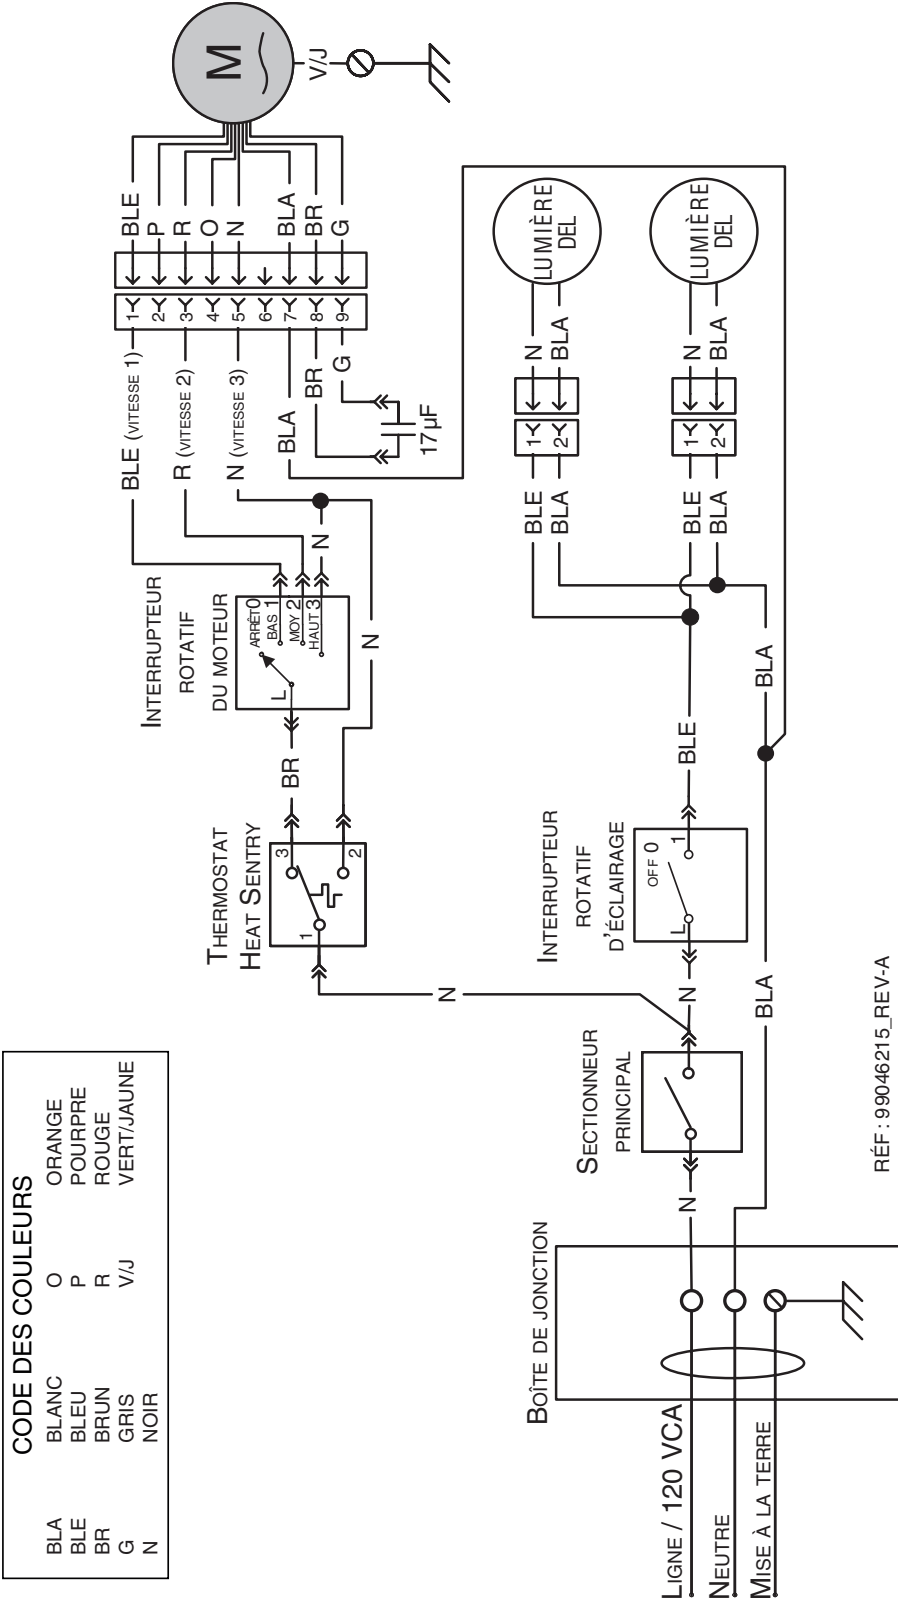 CODE DES COULEURS
BLA BLANC O ORANGE
BLE BLEU P POURPRE
BR BRUN R ROUGE
G GRIS V/J VERT/JAUNE
N NOIR
LIGNE / 120 VCA
NEUTRE
MISE À LA TERRE
BOÎTE DE JONCTION
N
BLA
SECTIONNEUR
PRINCIPAL
N
N
INTERRUPTEUR
ROTATIF
D'ÉCLAIRAGE
OFF 0
L
1
BLE
BLA
THERMOSTAT
HEAT SENTRY
1
3
2
BR
N
INTERRUPTEUR
ROTATIF
DU MOTEUR
ARRÊT 0
BAS 1
MOY 2
HAUT 3
L
N
BLE (VITESSE 1)
R (VITESSE 2)
N (VITESSE 3)
BLA
BR
G
17 µF
1
2
3
4
5
6
7
8
9
BLE
P
R
O
N
BLA
BR
G
M
V/J
BLE
BLA
1
2
N
BLA
LUMIÈRE
DEL
BLE
BLA
1
2
N
BLA
LUMIÈRE
DEL
RÉF : 99046215_REV-A